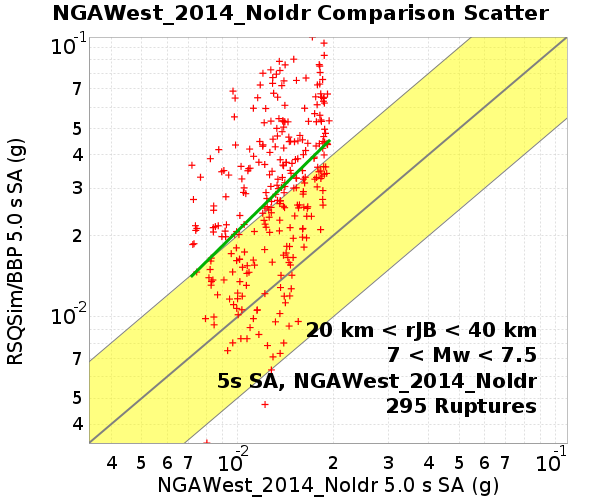 NGAWest_2014_NoIdr Comparison Scatter
10-1
7
5
4
3
2
10-2
7
5
4
RSQSim/BBP 5.0 s SA (g)
20 km < rJB < 40 km
7 < Mw < 7.5
5s SA, NGAWest_2014_NoIdr
295 Ruptures
4 5 6 7 10-2 2 3 4 5 6 7 10-1
NGAWest_2014_NoIdr 5.0 s SA (g)